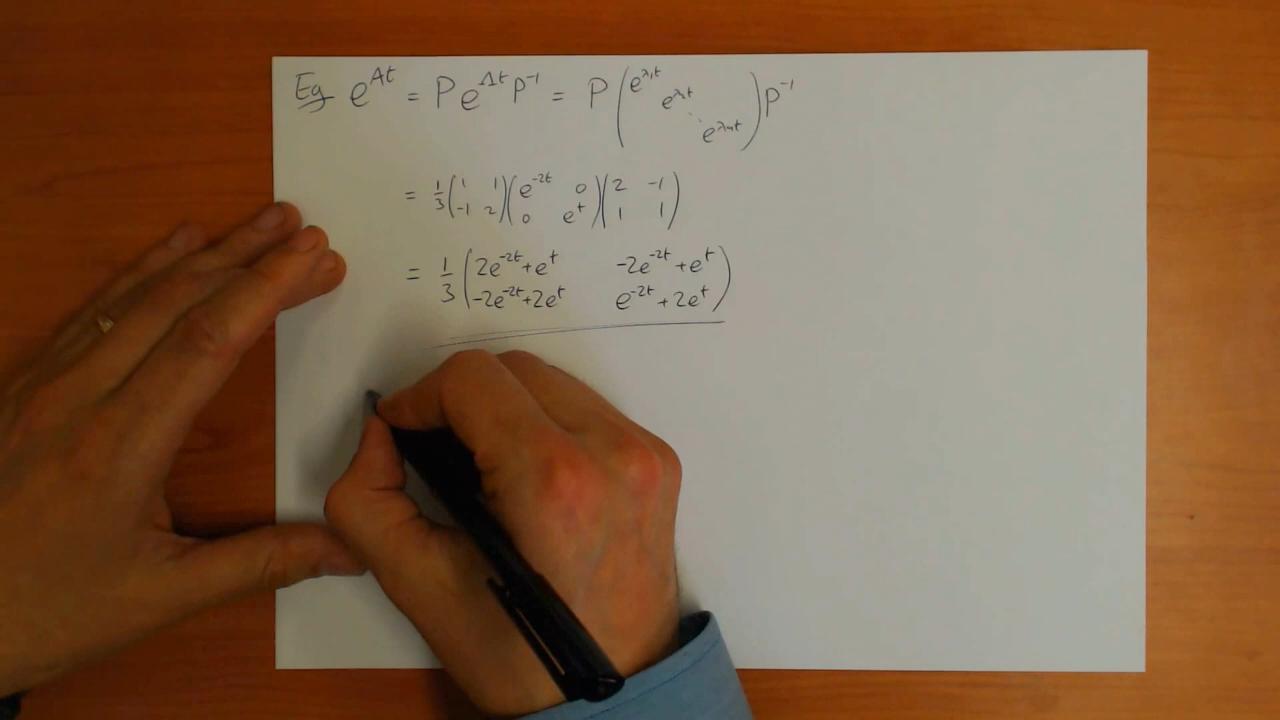 Eg e^{At} = P e^{Λt} P^{-1} = P ( e^{λ₁t} e^{λ₂t} ⋱ e^{λₙt} ) P^{-1}
= 1/3 ( 1 1 ; -1 2 ) ( e^{-2t} 0 ; 0 e^t ) ( 2 -1 ; 1 1 )
= 1/3 ( 2e^{-2t}+e^t -2e^{-2t}+e^t ; -2e^{-2t}+2e^t e^{-2t}+2e^t )